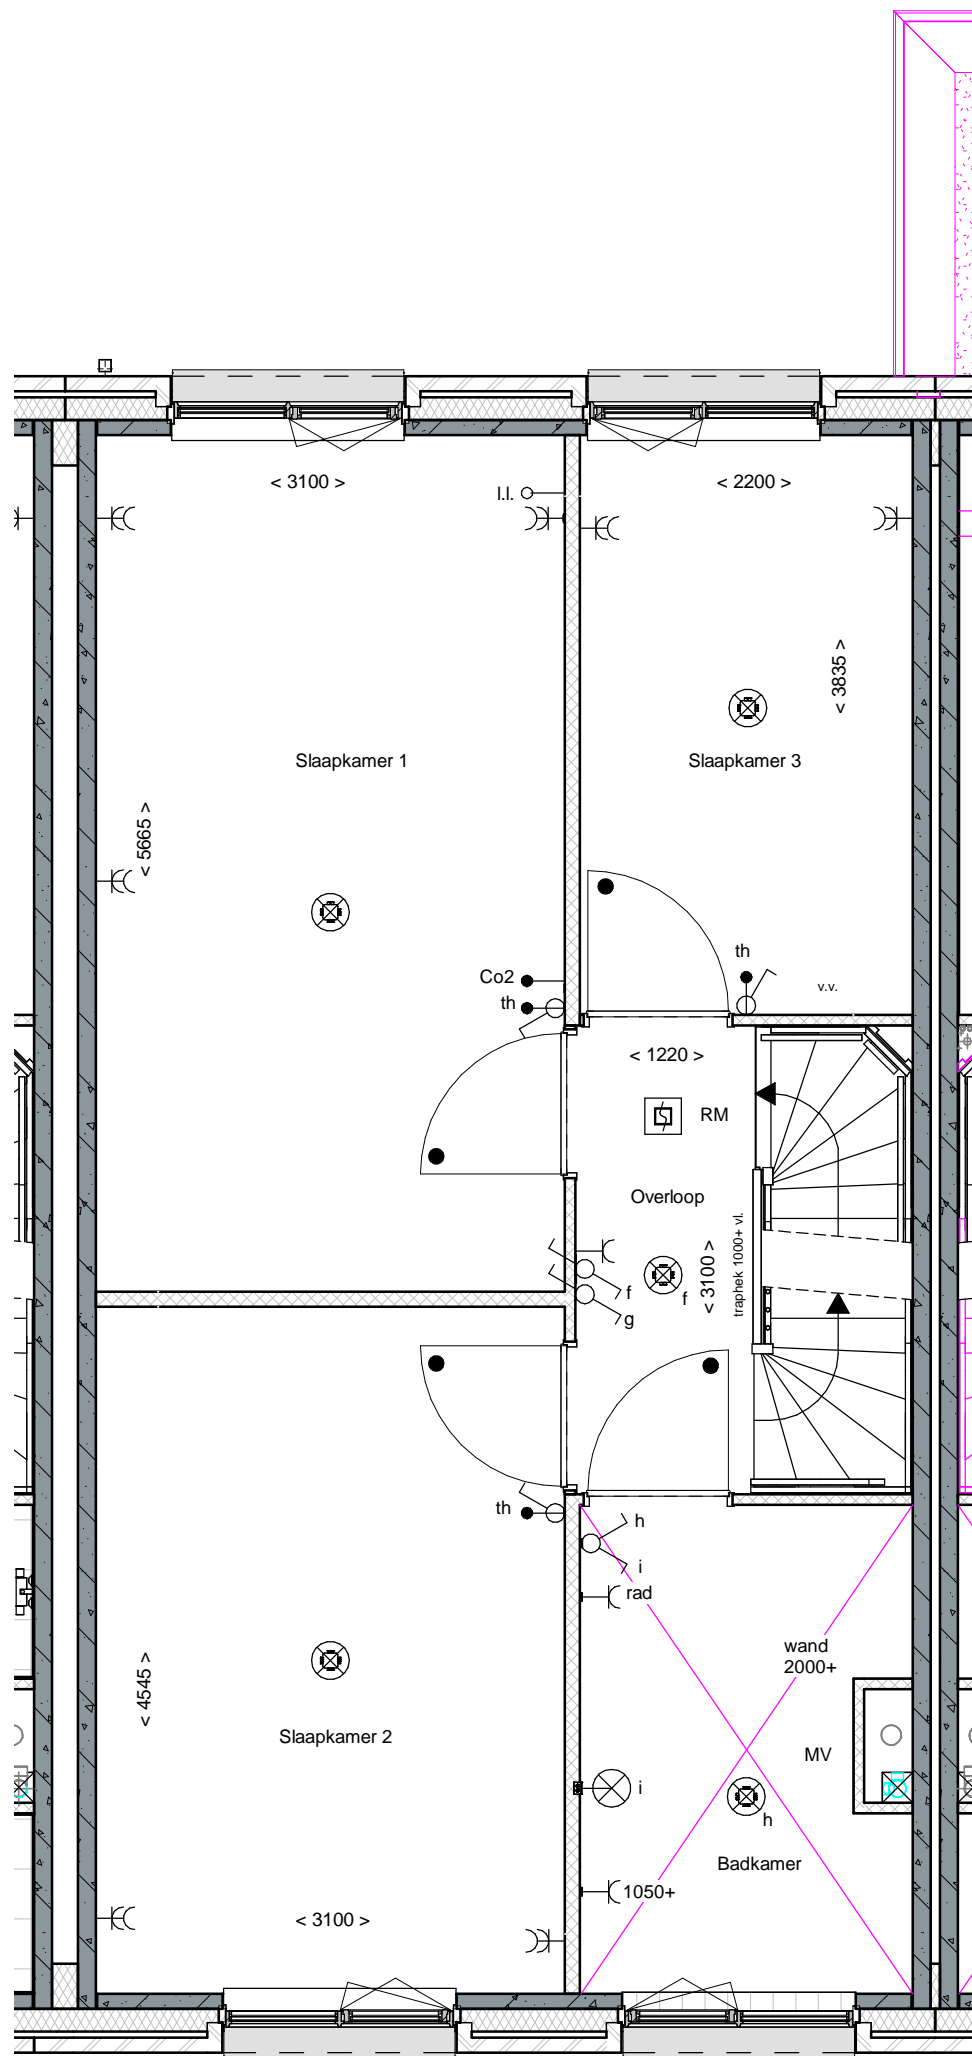 < 3100 >
l.l.
< 2200 >
< 3835 >
Slaapkamer 1
Slaapkamer 3
< 5665 >
Co2
th
th
v.v.
< 1220 >
RM
Overloop
traphek 1000+ vl.
< 3100 >
f
f
g
th
h
i
rad
wand
2000+
< 4545 >
Slaapkamer 2
MV
i
h
Badkamer
1050+
< 3100 >